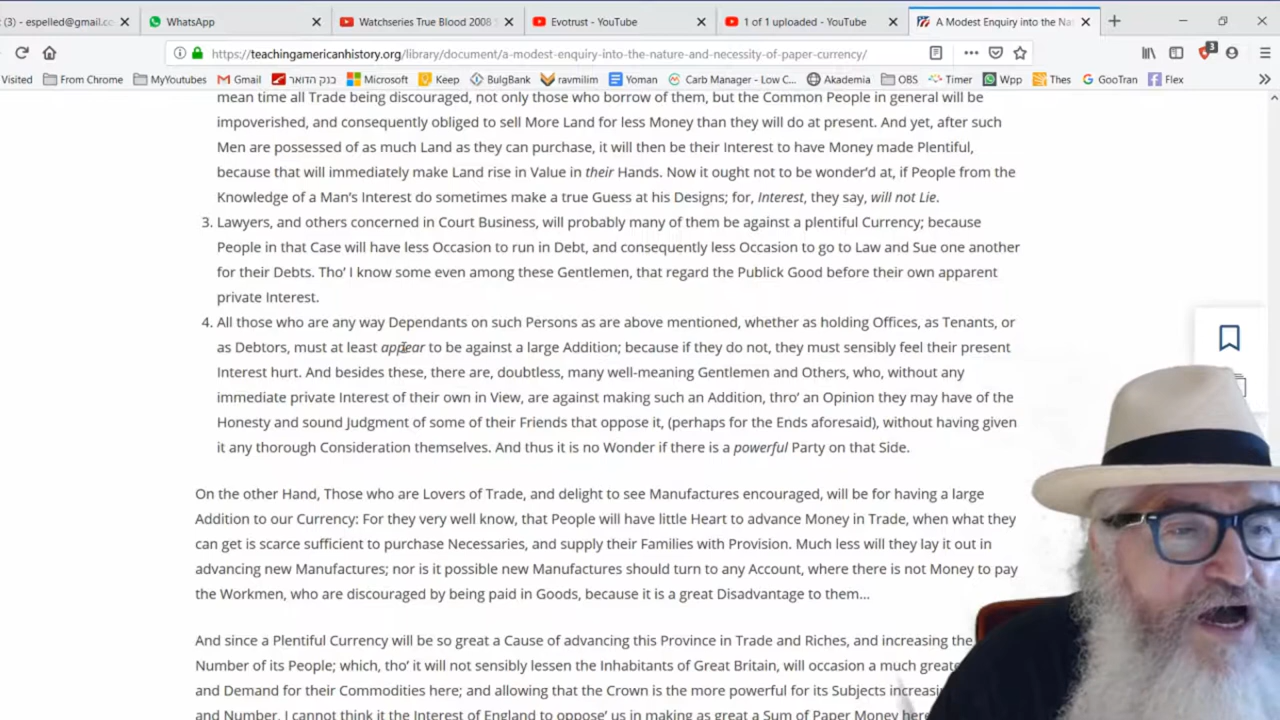 (3) - espelled@gmail.co
WhatsApp
Watchseries True Blood 2008
Evotrust - YouTube
1 of 1 uploaded - YouTube
A Modest Enquiry into the Na
https://teachingamericanhistory.org/library/document/a-modest-enquiry-into-the-nature-and-necessity-of-paper-currency/
3
Visited From Chrome MyYoutubes Gmail בנק הדואר Microsoft Keep BulgBank ravmilim Yoman Carb Manager - Low C... Akademia OBS Timer Wpp Thes GooTran Flex
mean time all Trade being discouraged, not only those who borrow of them, but the Common People in general will be
impoverished, and consequently obliged to sell More Land for less Money than they will do at present. And yet, after such
Men are possessed of as much Land as they can purchase, it will then be their Interest to have Money made Plentiful,
because that will immediately make Land rise in Value in their Hands. Now it ought not to be wonder'd at, if People from the
Knowledge of a Man's Interest do sometimes make a true Guess at his Designs; for, Interest, they say, will not Lie.
3. Lawyers, and others concerned in Court Business, will probably many of them be against a plentiful Currency; because
People in that Case will have less Occasion to run in Debt, and consequently less Occasion to go to Law and Sue one another
for their Debts. Tho' I know some even among these Gentlemen, that regard the Publick Good before their own apparent
private Interest.
4. All those who are any way Dependants on such Persons as are above mentioned, whether as holding Offices, as Tenants, or
as Debtors, must at least appear to be against a large Addition; because if they do not, they must sensibly feel their present
Interest hurt. And besides these, there are, doubtless, many well-meaning Gentlemen and Others, who, without any
immediate private Interest of their own in View, are against making such an Addition, thro' an Opinion they may have of the
Honesty and sound Judgment of some of their Friends that oppose it, (perhaps for the Ends aforesaid), without having given
it any thorough Consideration themselves. And thus it is no Wonder if there is a powerful Party on that Side.
On the other Hand, Those who are Lovers of Trade, and delight to see Manufactures encouraged, will be for having a large
Addition to our Currency: For they very well know, that People will have little Heart to advance Money in Trade, when what they
can get is scarce sufficient to purchase Necessaries, and supply their Families with Provision. Much less will they lay it out in
advancing new Manufactures; nor is it possible new Manufactures should turn to any Account, where there is not Money to pay
the Workmen, who are discouraged by being paid in Goods, because it is a great Disadvantage to them...
And since a Plentiful Currency will be so great a Cause of advancing this Province in Trade and Riches, and increasing the
Number of its People; which, tho' it will not sensibly lessen the Inhabitants of Great Britain, will occasion a much greate
and Demand for their Commodities here; and allowing that the Crown is the more powerful for its Subjects increasi
and Number, I cannot think it the Interest of England to oppose' us in making as great a Sum of Paper Money here